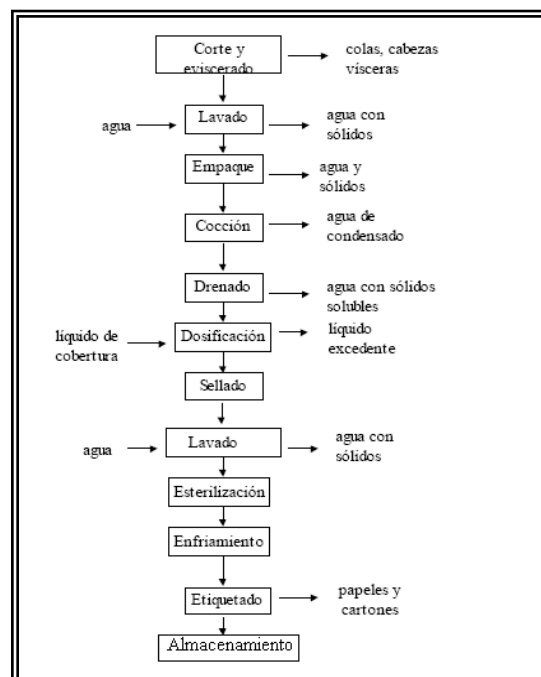 Corte y
eviscerado
colas, cabezas
vísceras
agua
Lavado
agua con
sólidos
Empaque
agua y
sólidos
Cocción
agua de
condensado
Drenado
agua con sólidos
solubles
líquido de
cobertura
Dosificación
líquido
excedente
Sellado
agua
Lavado
agua con
sólidos
Esterilización
Enfriamiento
Etiquetado
papeles y
cartones
Almacenamiento